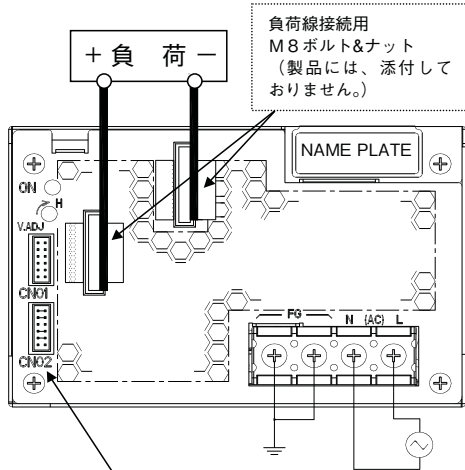 負荷線接続用
M8ボルト&ナット
(製品には、添付して
おりません。)
+ 負 荷 −
NAME PLATE
ON
H
V.ADJ
CN01
CN02
FG N (AC) L